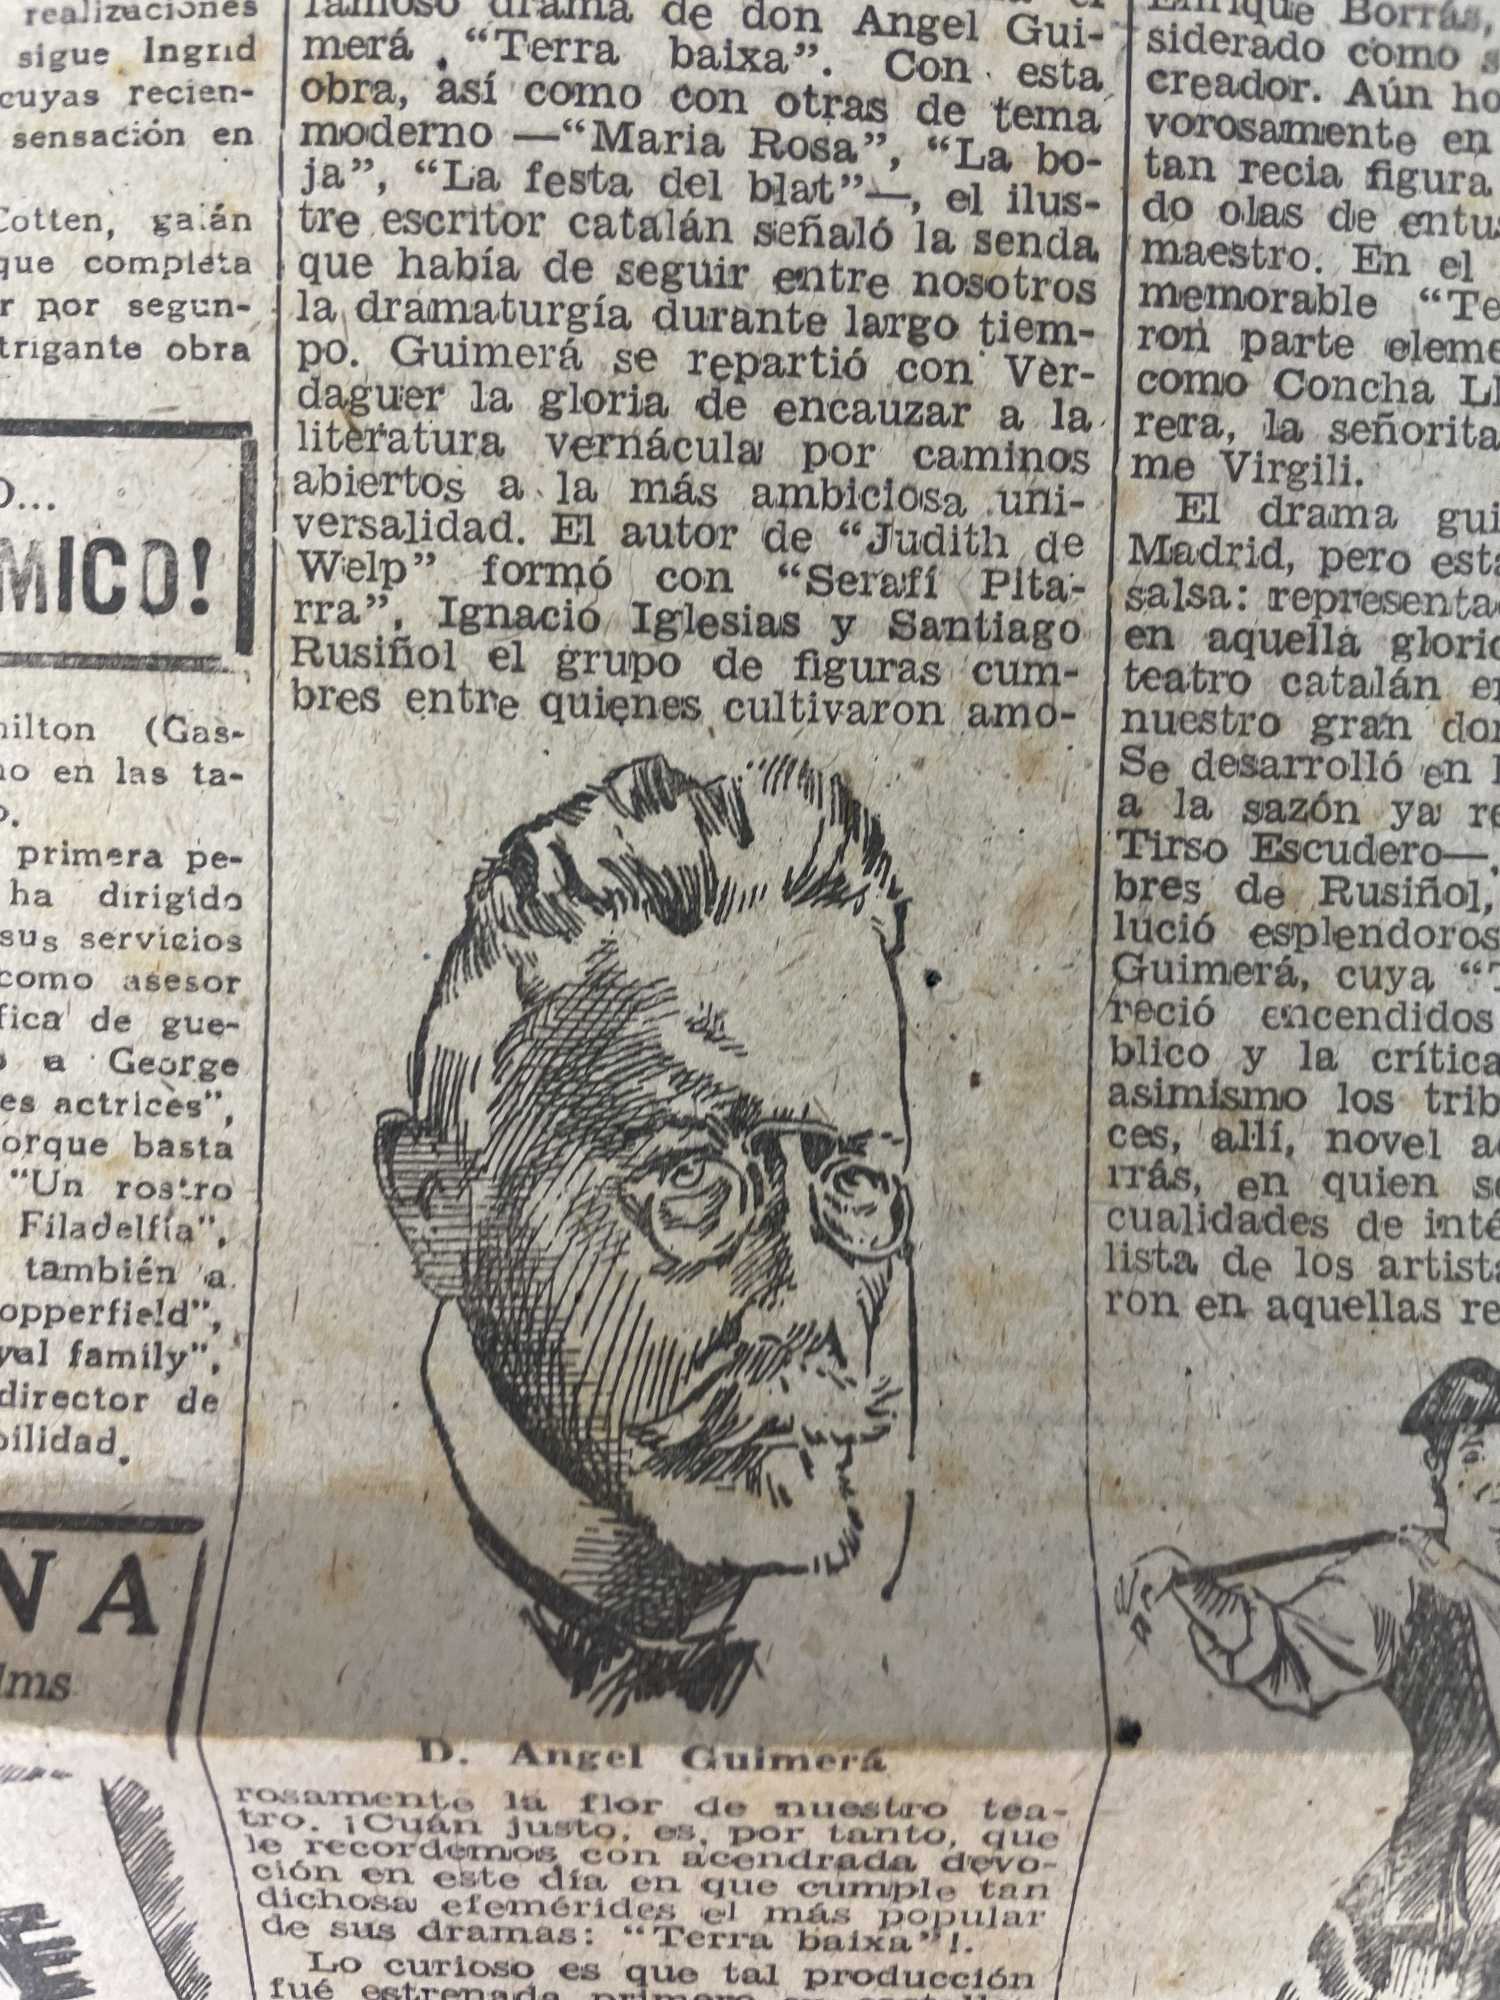 realizaciones
sigue Ingrid
cuyas recien-
sensación en
Cotten, galán
que completa
r por segun-
trigante obra
O...
MICO!
milton (Gas-
no en las ta-
o.
primera pe-
ha dirigido
sus servicios
como asesor
fica de gue-
o a George
es actrices",
orque basta
"Un rostro
Filadelfia",
también a
opperfield",
yal family",
director de
bilidad.
NA
lms
famoso drama de don Angel Gui-
merá, "Terra baixa". Con esta
obra, así como con otras de tema
moderno —"Maria Rosa", "La bo-
ja", "La festa del blat"—, el ilus-
tre escritor catalán señaló la senda
que había de seguir entre nosotros
la dramaturgía durante largo tiem-
po. Guimerá se repartió con Ver-
daguer la gloria de encauzar a la
literatura vernácula por caminos
abiertos a la más ambiciosa uni-
versalidad. El autor de "Judith de
Welp" formó con "Serafí Pita-
rra", Ignacio Iglesias y Santiago
Rusiñol el grupo de figuras cum-
bres entre quienes cultivaron amo-
D. Angel Guimerá
rosamente la flor de nuestro tea-
tro. ¡Cuán justo, es, por tanto, que
le recordemos con acendrada devo-
ción en este día en que cumple tan
dichosa efemérides el más popular
de sus dramas: "Terra baixa"!.
Lo curioso es que tal producción
fué estrenada primero
Enrique Borrás,
siderado como s
creador. Aún ho
vorosamente en
tan recia figura
do olas de entus
maestro. En el
memorable "Te
ron parte eleme
como Concha Ll
rera, la señorita
me Virgili.
El drama gui
Madrid, pero est
salsa: representa
en aquella glorio
teatro catalán e
nuestro gran do
Se desarrolló en
a la sazón ya re
Tirso Escudero—,
bres de Rusiñol,
lució esplendoros
Guimerá, cuya "T
reció encendidos
blico y la crítica
asimismo los trib
ces, allí, novel a
rrás, en quien s
cualidades de inté
lista de los artista
ron en aquellas re